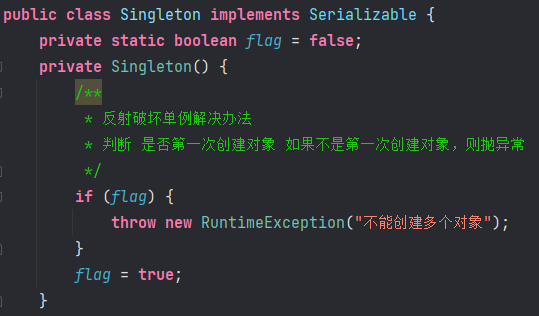 public class Singleton implements Serializable {
    private static boolean flag = false;
    private Singleton() {
        /**
         * 反射破坏单例解决办法
         * 判断 是否第一次创建对象 如果不是第一次创建对象，则抛异常
         */
        if (flag) {
            throw new RuntimeException("不能创建多个对象");
        }
        flag = true;
    }